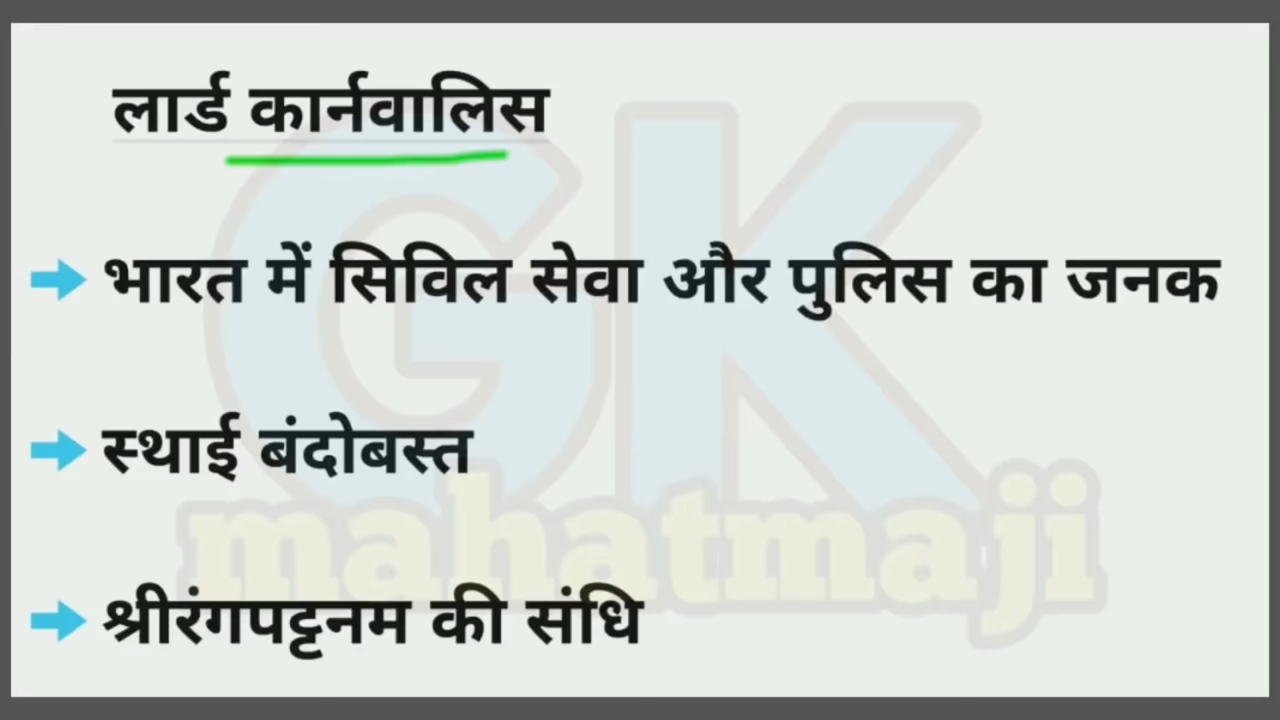 लार्ड कार्नवालिस
भारत में सिविल सेवा और पुलिस का जनक
स्थाई बंदोबस्त
श्रीरंगपट्टनम की संधि
GK
mahatmaji